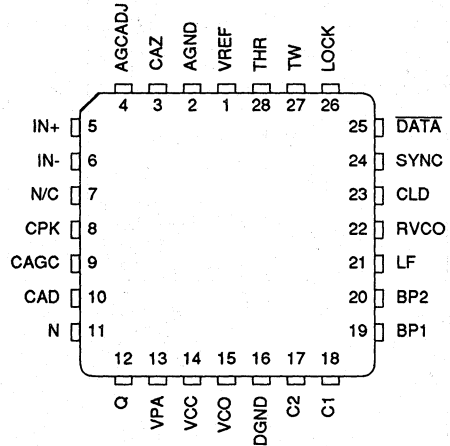 AGCADJ CAZ AGND VREF THR TW LOCK
4 3 2 1 28 27 26
IN+ 5 25 DATA
IN- 6 24 SYNC
N/C 7 23 CLD
CPK 8 22 RVCO
CAGC 9 21 LF
CAD 10 20 BP2
N 11 19 BP1
12 13 14 15 16 17 18
Q VPA VCC VCO DGND C2 C1